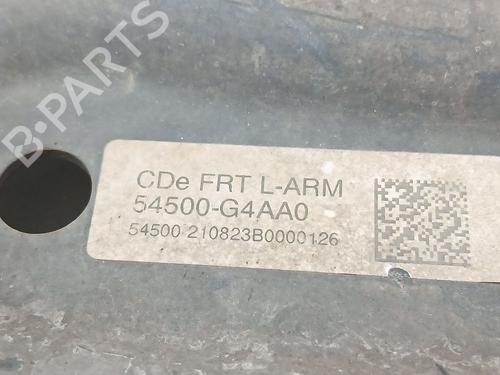 B-PARTS
CDe FRT L-ARM
54500-G4AA0
54500 210823B0000126